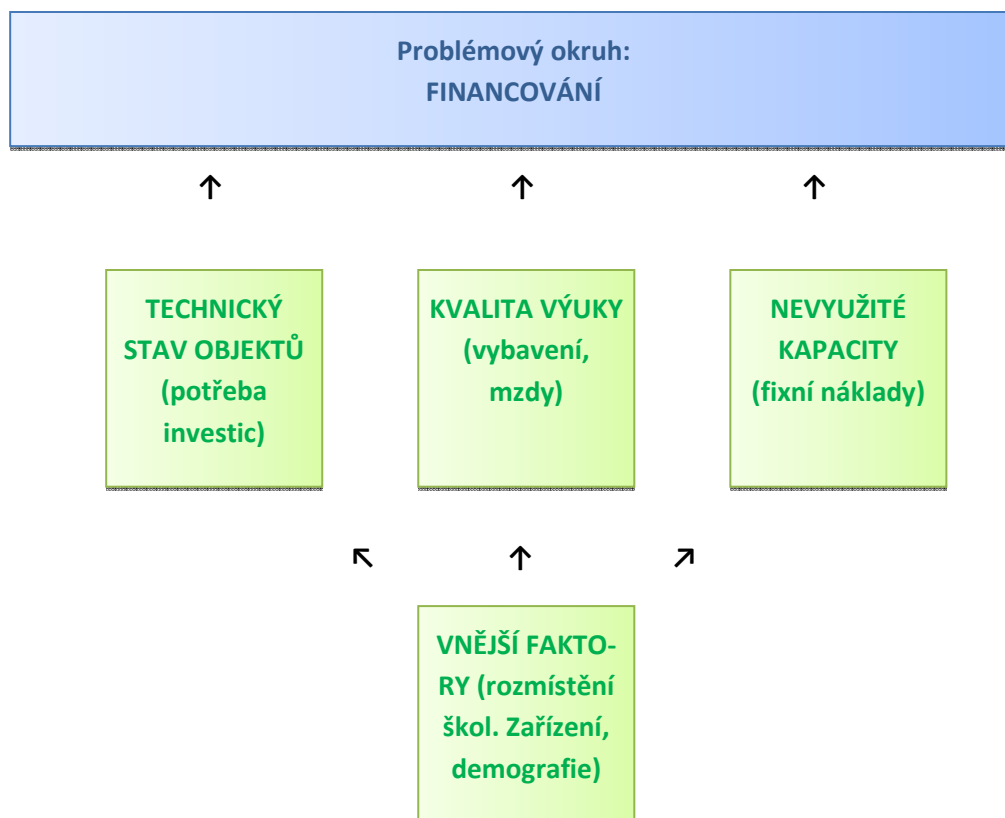 Problémový okruh:
FINANCOVÁNÍ
↑ ↑ ↑
TECHNICKÝ
STAV OBJEKTŮ
(potřeba
investic)
KVALITA VÝUKY
(vybavení,
mzdy)
NEVYUŽITÉ
KAPACITY
(fixní náklady)
↖ ↑ ↗
VNĚJŠÍ FAKTO-
RY (rozmístění
škol. Zařízení,
demografie)